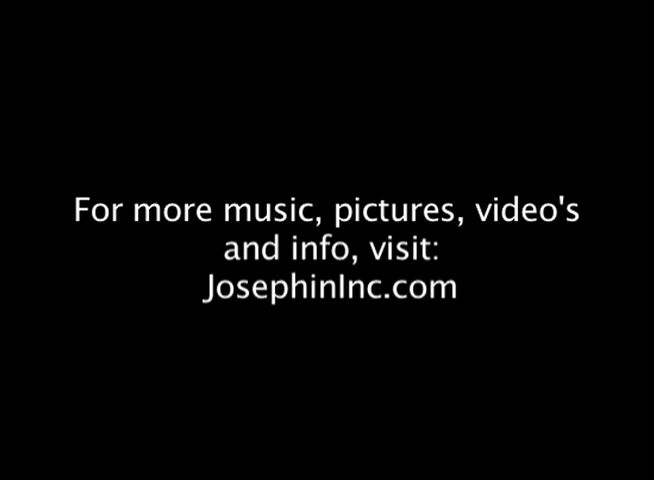 For more music, pictures, video's
and info, visit:
JosephinInc.com